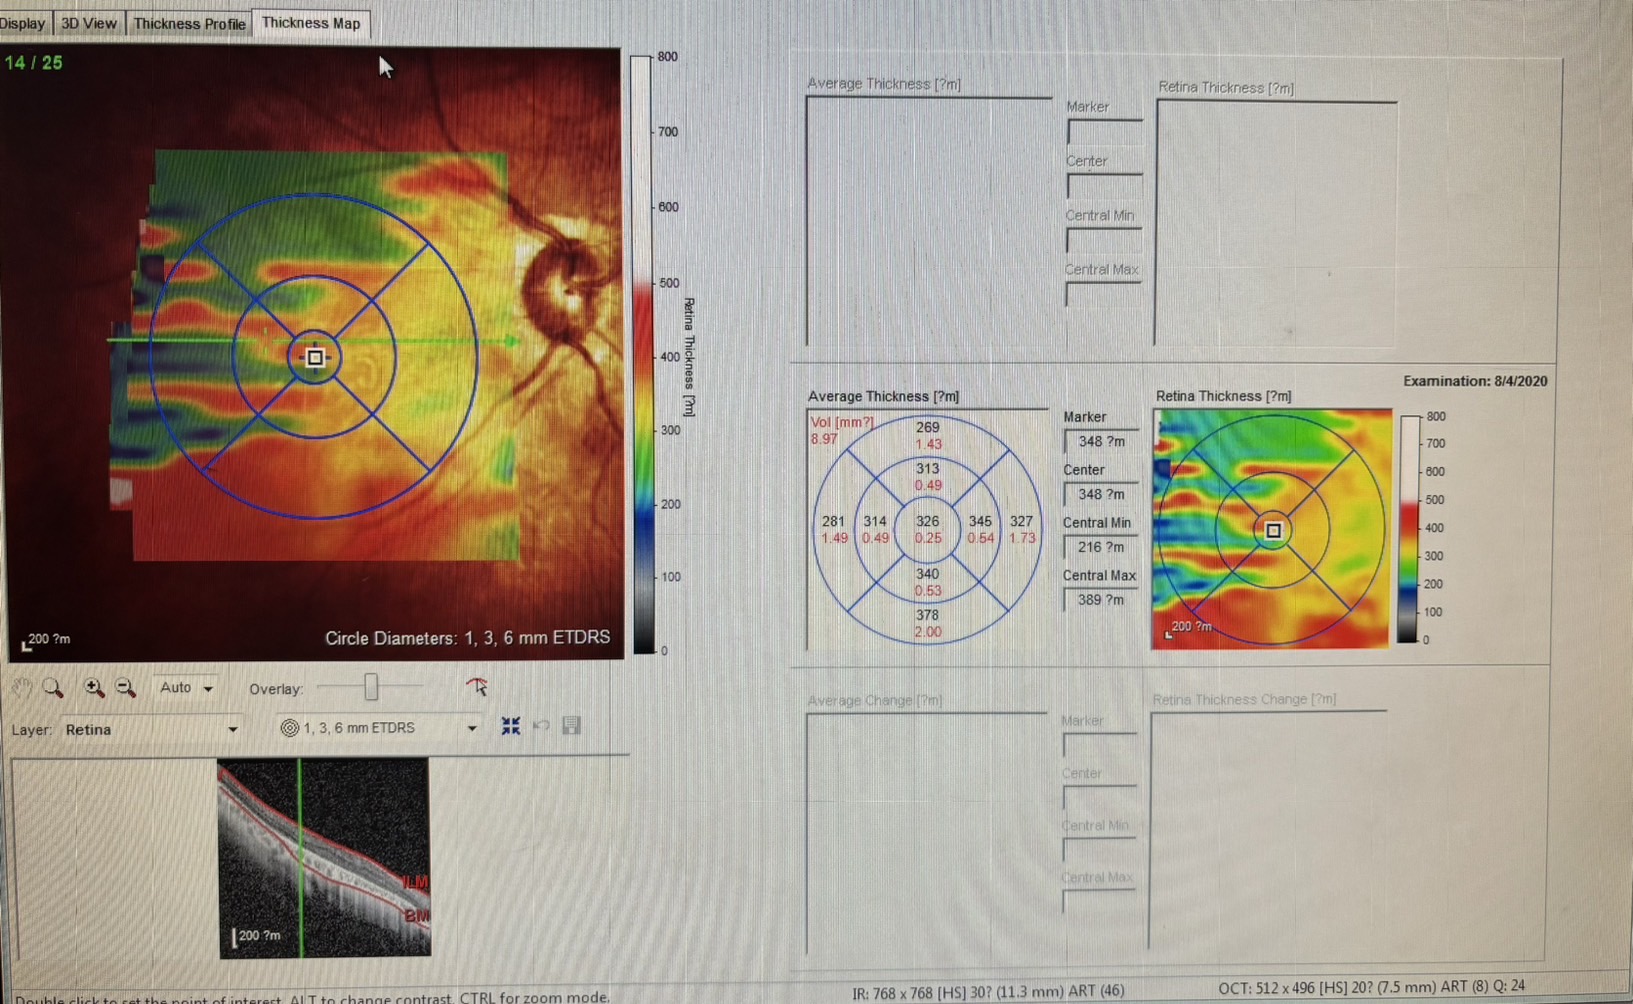 Display 3D View Thickness Profile Thickness Map
14 / 25
800
700
600
500
400
300
200
100
0
Retina Thickness [?m]
200 ?m
Circle Diameters: 1, 3, 6 mm ETDRS
Auto Overlay:
Layer: Retina 1, 3, 6 mm ETDRS
ILM
BM
200 ?m
Double click to set the point of interest, ALT to change contrast, CTRL for zoom mode.
Average Thickness [?m]
Marker
Center
Central Min
Central Max
Retina Thickness [?m]
Examination: 8/4/2020
Average Thickness [?m]
Vol [mm?]
8.97
269
1.43
313
0.49
281 314 326 345 327
1.49 0.49 0.25 0.54 1.73
340
0.53
378
2.00
Marker
348 ?m
Center
348 ?m
Central Min
216 ?m
Central Max
389 ?m
Retina Thickness [?m]
200 ?m
800
700
600
500
400
300
200
100
0
Average Change [?m]
Marker
Center
Central Min
Central Max
Retina Thickness Change [?m]
IR: 768 x 768 [HS] 30? (11.3 mm) ART (46)
OCT: 512 x 496 [HS] 20? (7.5 mm) ART (8) Q: 24